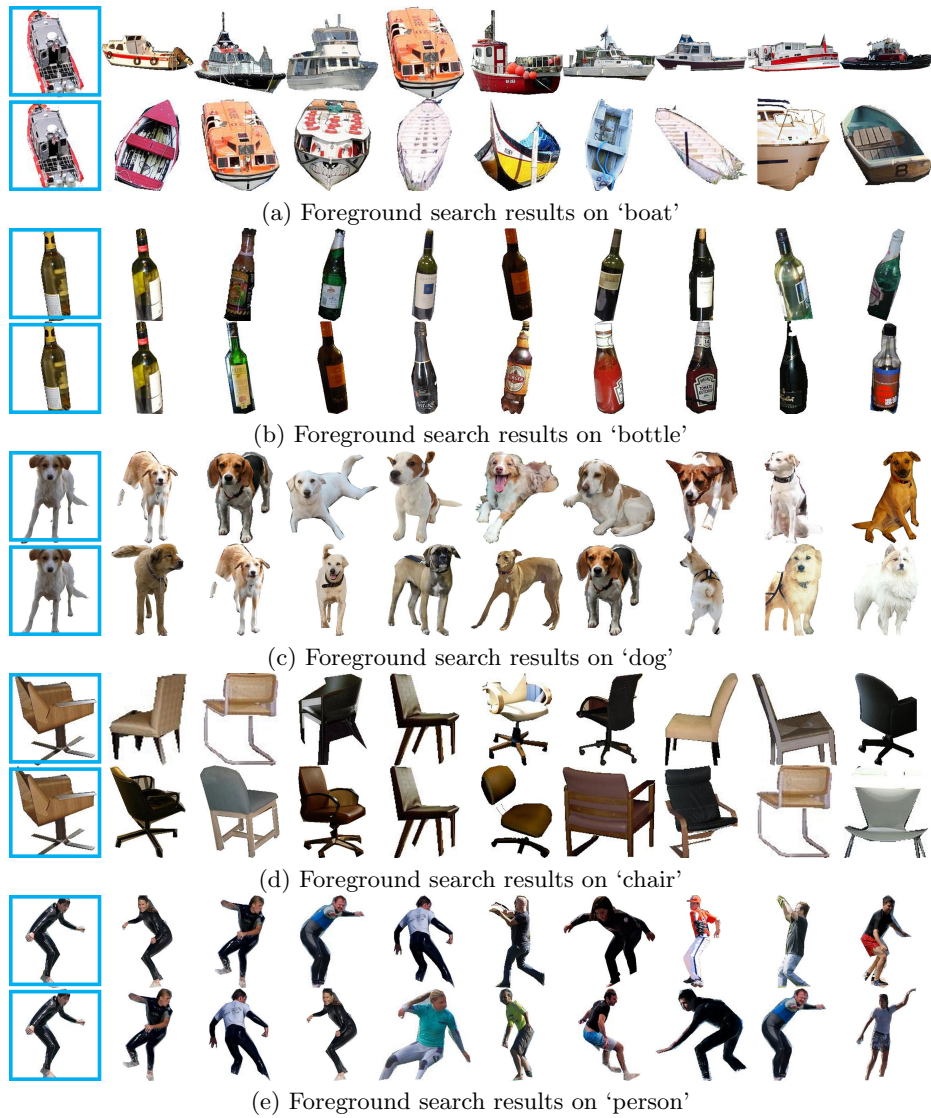 (a) Foreground search results on ‘boat’
(b) Foreground search results on ‘bottle’
(c) Foreground search results on ‘dog’
(d) Foreground search results on ‘chair’
(e) Foreground search results on ‘person’